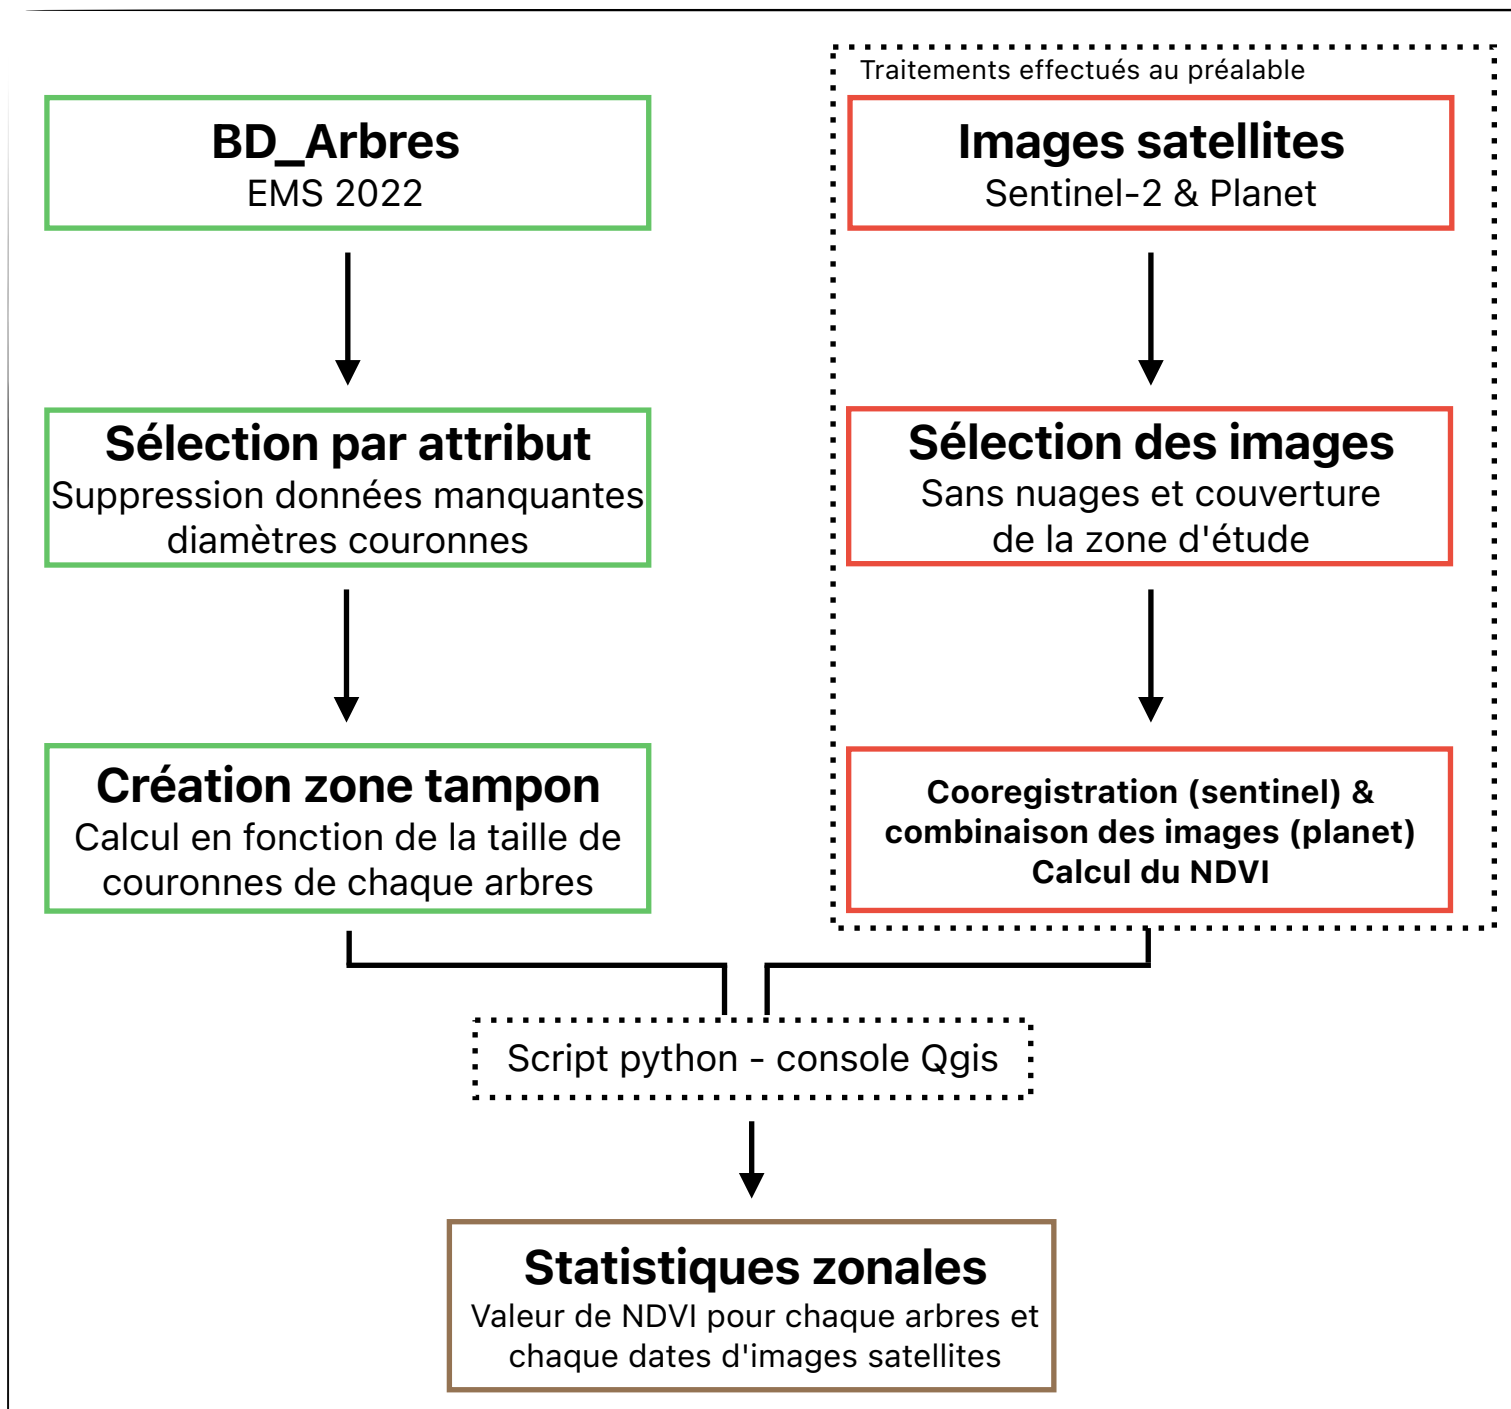 BD_Arbres
EMS 2022
Sélection par attribut
Suppression données manquantes
diamètres couronnes
Création zone tampon
Calcul en fonction de la taille de
couronnes de chaque arbres
Traitements effectués au préalable
Images satellites
Sentinel-2 & Planet
Sélection des images
Sans nuages et couverture
de la zone d'étude
Cooregistration (sentinel) &
combinaison des images (planet)
Calcul du NDVI
Script python - console Qgis
Statistiques zonales
Valeur de NDVI pour chaque arbres et
chaque dates d'images satellites